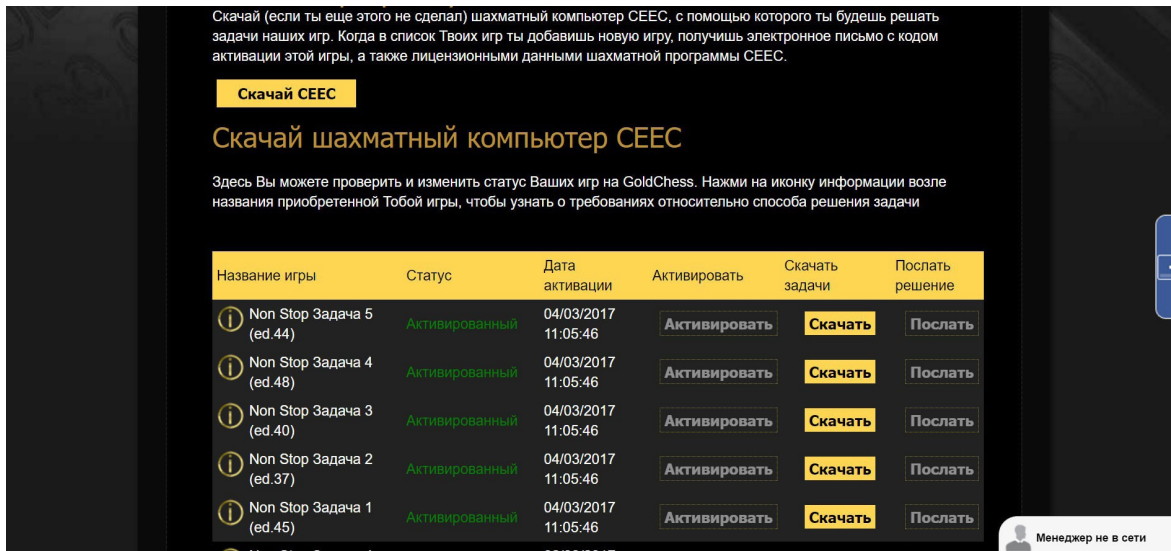 Скачай (если ты еще этого не сделал) шахматный компьютер CEEC, с помощью которого ты будешь решать
задачи наших игр. Когда в список Твоих игр ты добавишь новую игру, получишь электронное письмо с кодом
активации этой игры, а также лицензионными данными шахматной программы CEEC.
Скачай CEEC
Скачай шахматный компьютер CEEC
Здесь Вы можете проверить и изменить статус Ваших игр на GoldChess. Нажми на иконку информации возле
названия приобретенной Тобой игры, чтобы узнать о требованиях относительно способа решения задачи
Название игры Статус Дата активации Активировать Скачать задачи Послать решение
Non Stop Задача 5 (ed.44) Активированный 04/03/2017 11:05:46 Активировать Скачать Послать
Non Stop Задача 4 (ed.48) Активированный 04/03/2017 11:05:46 Активировать Скачать Послать
Non Stop Задача 3 (ed.40) Активированный 04/03/2017 11:05:46 Активировать Скачать Послать
Non Stop Задача 2 (ed.37) Активированный 04/03/2017 11:05:46 Активировать Скачать Послать
Non Stop Задача 1 (ed.45) Активированный 04/03/2017 11:05:46 Активировать Скачать Послать
Менеджер не в сети